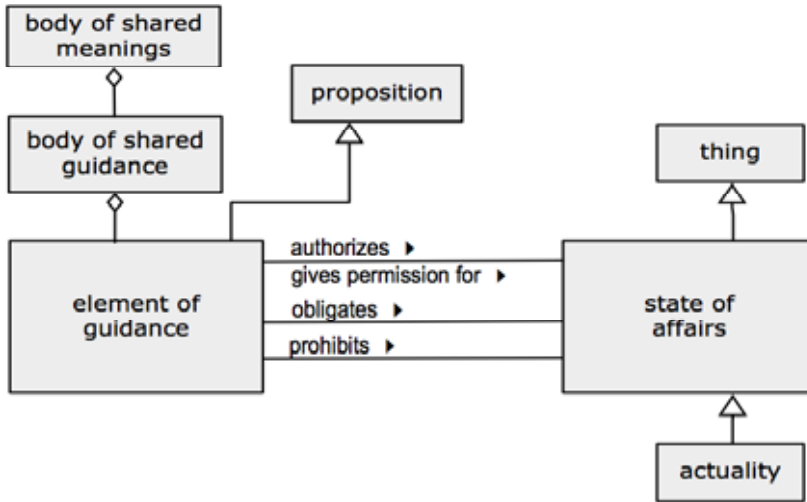 body of shared
meanings
proposition
body of shared
guidance
thing
authorizes ▸
gives permission for ▸
element of
guidance
obligates ▸
prohibits ▸
state of
affairs
actuality